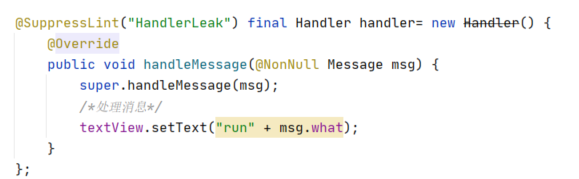 @SuppressLint("HandlerLeak") final Handler handler= new Handler() {
@Override
public void handleMessage(@NonNull Message msg) {
super.handleMessage(msg);
/*处理消息*/
textView.setText("run" + msg.what);
}
};